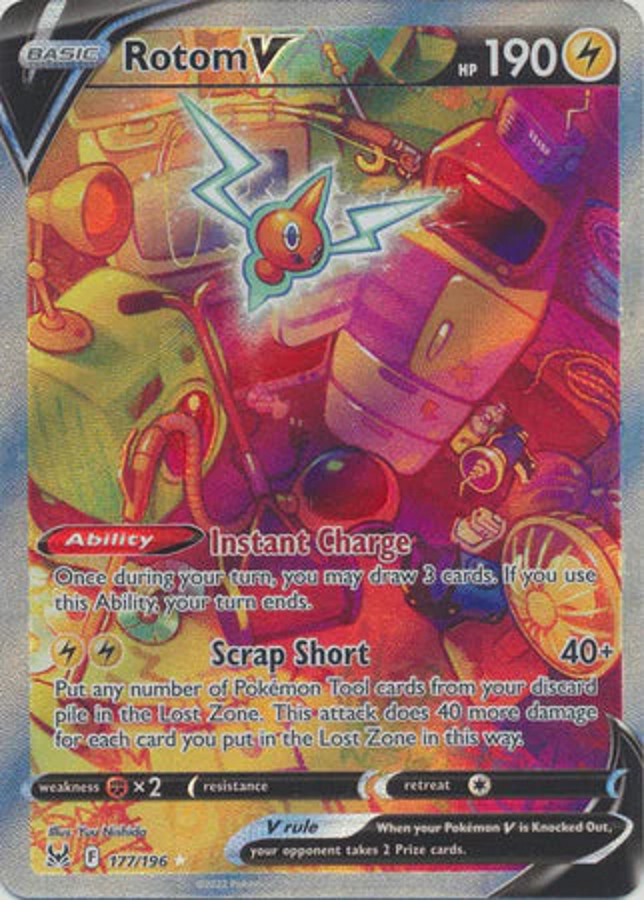 BASIC Rotom V HP 190
Ability Instant Charge
Once during your turn, you may draw 3 cards. If you use
this Ability, your turn ends.
Scrap Short 40+
Put any number of Pokémon Tool cards from your discard
pile in the Lost Zone. This attack does 40 more damage
for each card you put in the Lost Zone in this way.
weakness ×2 resistance retreat
Illus. Yuu Nishida
V rule When your Pokémon V is Knocked Out,
your opponent takes 2 Prize cards.
F 177/196
©2022 Pokémon